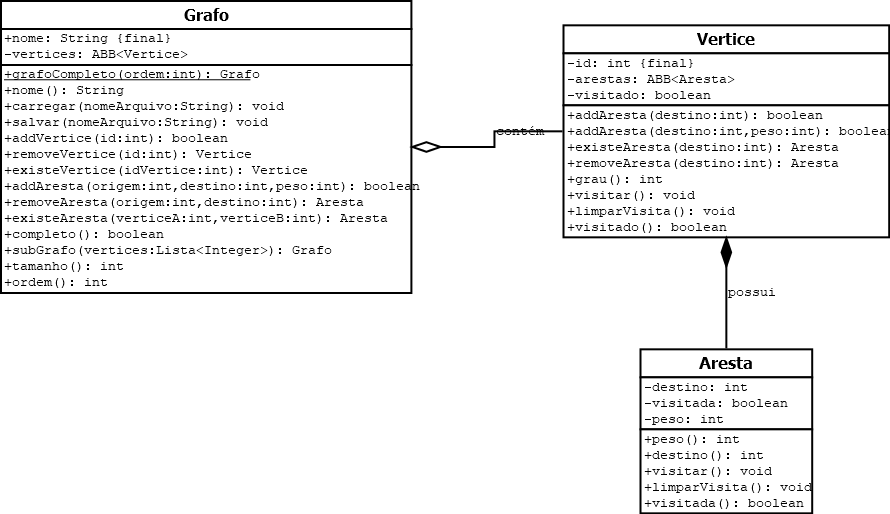 Grafo
+nome: String {final}
-vertices: ABB<Vertice>
+grafoCompleto(ordem:int): Grafo
+nome(): String
+carregar(nomeArquivo:String): void
+salvar(nomeArquivo:String): void
+addVertice(id:int): boolean
+removeVertice(id:int): Vertice
+existeVertice(idVertice:int): Vertice
+addAresta(origem:int,destino:int,peso:int): boolean
+removeAresta(origem:int,destino:int): Aresta
+existeAresta(verticeA:int,verticeB:int): Aresta
+completo(): boolean
+subGrafo(vertices:Lista<Integer>): Grafo
+tamanho(): int
+ordem(): int
contém
Vertice
-id: int {final}
-arestas: ABB<Aresta>
-visitado: boolean
+addAresta(destino:int): boolean
+addAresta(destino:int,peso:int): boolean
+existeAresta(destino:int): Aresta
+removeAresta(destino:int): Aresta
+grau(): int
+visitar(): void
+limparVisita(): void
+visitado(): boolean
possui
Aresta
-destino: int
-visitada: boolean
-peso: int
+peso(): int
+destino(): int
+visitar(): void
+limparVisita(): void
+visitada(): boolean